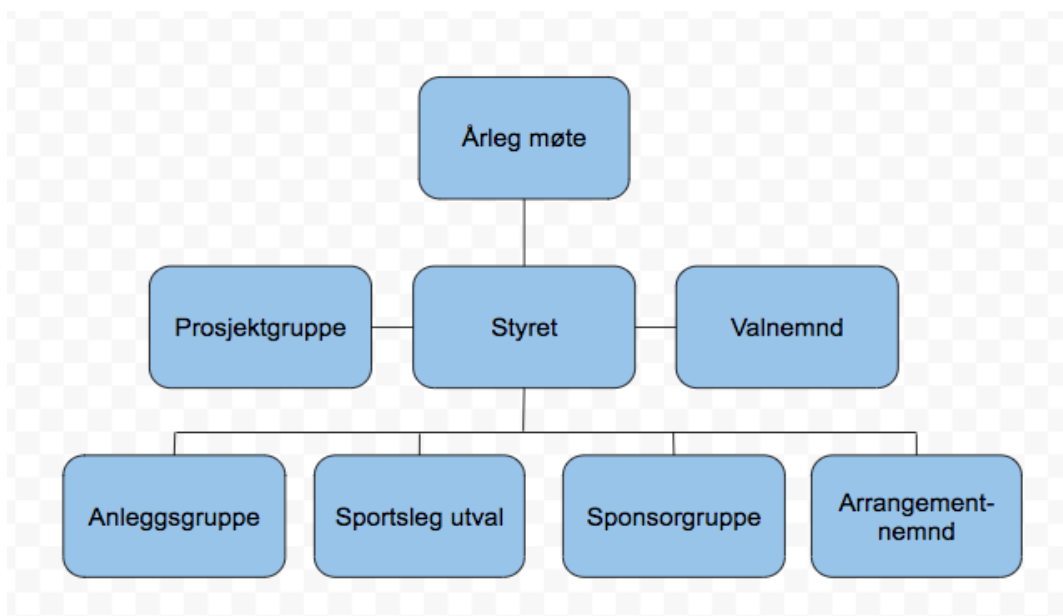 Årleg møte
Prosjektgruppe
Styret
Valnemnd
Anleggsgruppe
Sportsleg utval
Sponsorgruppe
Arrangement-
nemnd